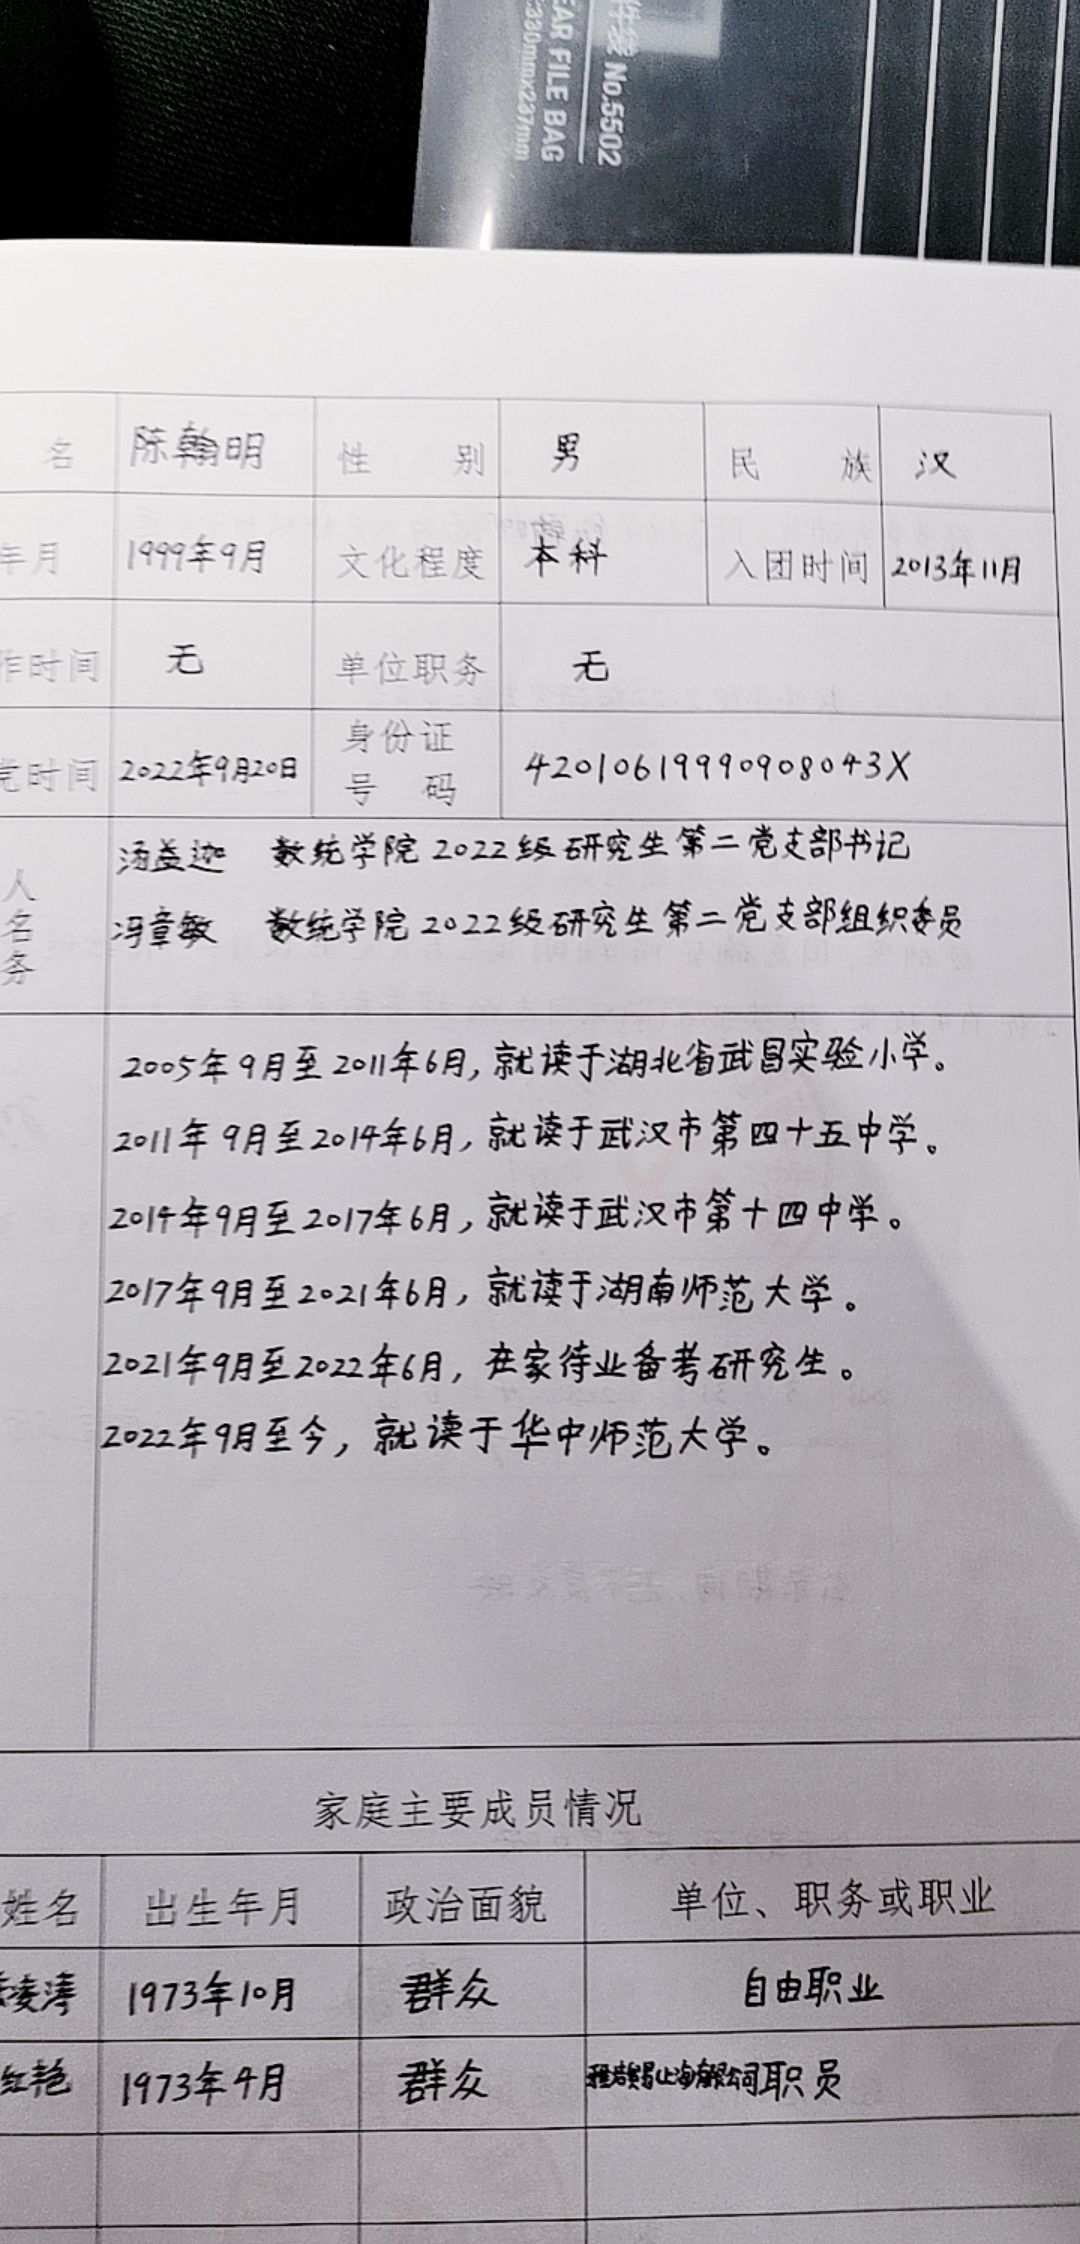 件袋 No.5502
EAR FILE BAG
330mmx237mm
名 陈翰明 性 别 男 民 族 汉
年月 1999年9月 文化程度 本科 入团时间 2013年11月
作时间 无 单位职务 无
党时间 2022年9月20日 身份证号 码 42010619990908043X
人
名
务
汤益迦 数统学院2022级研究生第二党支部书记
冯章敏 数统学院2022级研究生第二党支部组织委员
2005年9月至2011年6月,就读于湖北省武昌实验小学。
2011年9月至2014年6月,就读于武汉市第四十五中学。
2014年9月至2017年6月,就读于武汉市第十四中学。
2017年9月至2021年6月,就读于湖南师范大学。
2021年9月至2022年6月,在家待业备考研究生。
2022年9月至今,就读于华中师范大学。
家庭主要成员情况
姓名 出生年月 政治面貌 单位、职务或职业
凌涛 1973年10月 群众 自由职业
红艳 1973年4月 群众 贸易(上海)有限公司职员